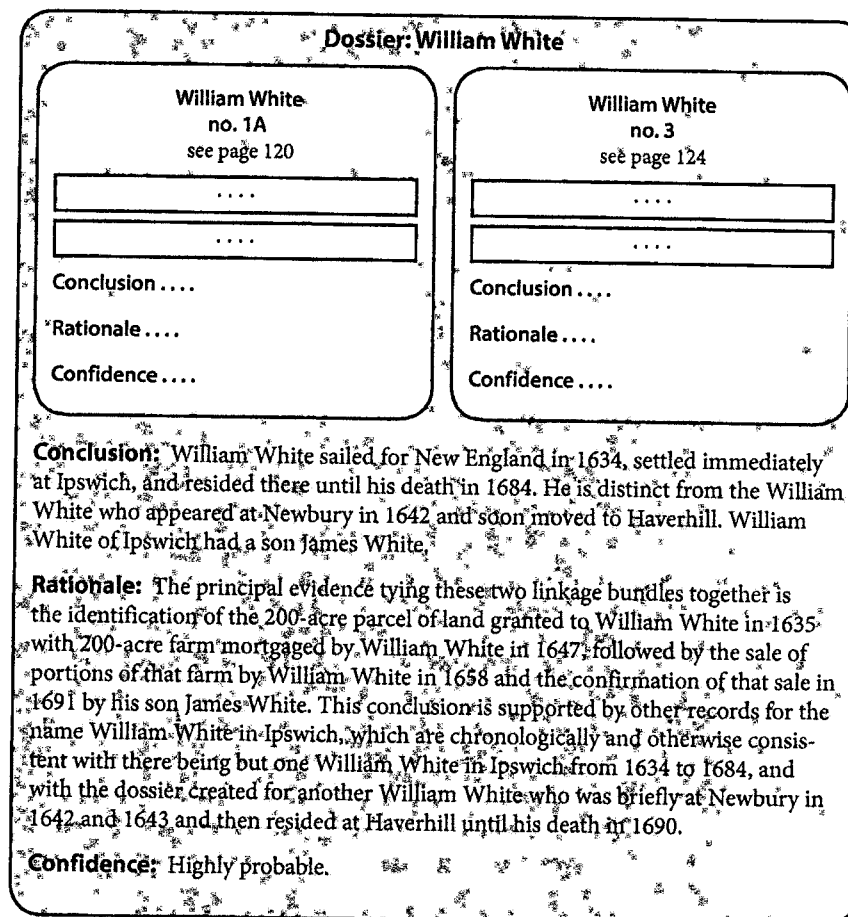 Dossier: William White
William White
no. 1A
see page 120
....
....
Conclusion ....
Rationale ....
Confidence ....
William White
no. 3
see page 124
....
....
Conclusion ....
Rationale ....
Confidence ....
Conclusion: William White sailed for New England in 1634, settled immediately
at Ipswich, and resided there until his death in 1684. He is distinct from the William
White who appeared at Newbury in 1642 and soon moved to Haverhill. William
White of Ipswich had a son James White.
Rationale: The principal evidence tying these two linkage bundles together is
the identification of the 200-acre parcel of land granted to William White in 1635
with 200-acre farm mortgaged by William White in 1647, followed by the sale of
portions of that farm by William White in 1658 and the confirmation of that sale in
1691 by his son James White. This conclusion is supported by other records for the
name William White in Ipswich, which are chronologically and otherwise consis-
tent with there being but one William White in Ipswich from 1634 to 1684, and
with the dossier created for another William White who was briefly at Newbury in
1642 and 1643 and then resided at Haverhill until his death in 1690.
Confidence: Highly probable.